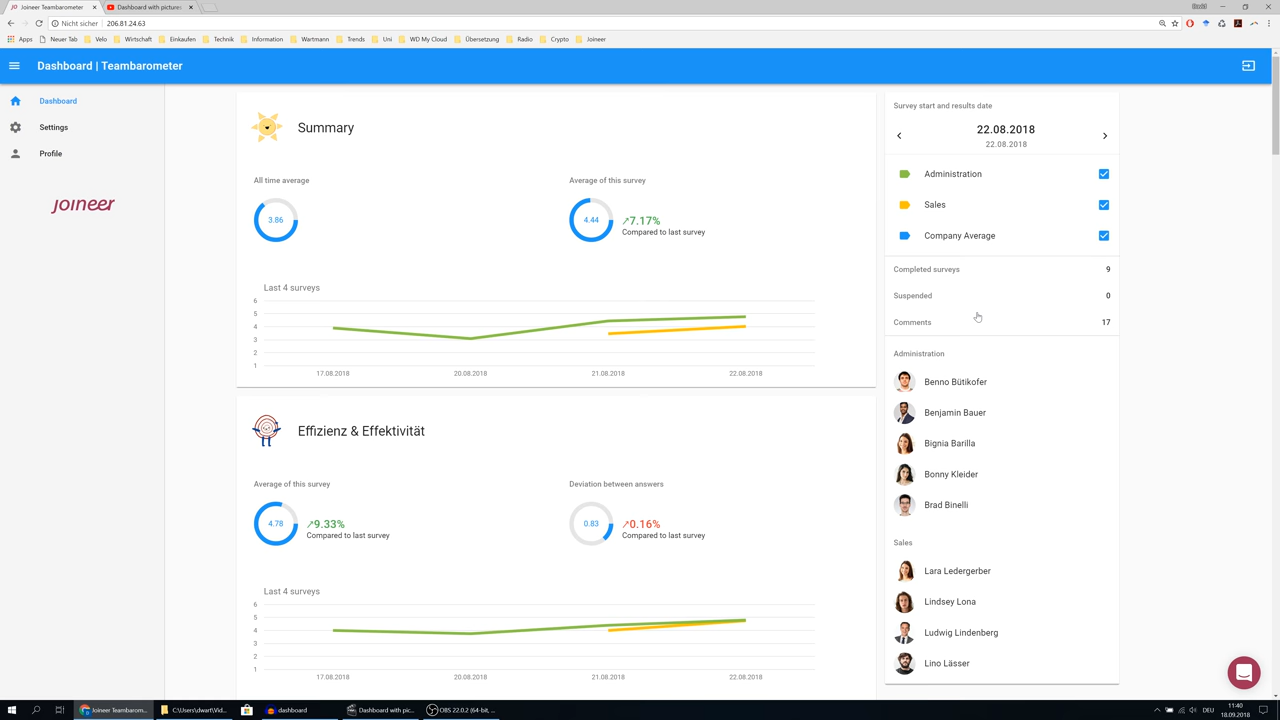 Joineer Teambarometer
Dashboard with pictures
Nicht sicher
206.81.24.63
Apps
Neuer Tab
Velo
Wirtschaft
Einkaufen
Technik
Information
Wartmann
Trends
Uni
WD My Cloud
Übersetzung
Radio
Crypto
Joineer
Dashboard | Teambarometer
Dashboard
Settings
Profile
joineer
Summary
All time average
3.86
Average of this survey
4.44
7.17%
Compared to last survey
Last 4 surveys
6
5
4
3
2
1
17.08.2018
20.08.2018
21.08.2018
22.08.2018
Effizienz & Effektivität
Average of this survey
4.78
9.33%
Compared to last survey
Deviation between answers
0.83
0.16%
Compared to last survey
Last 4 surveys
6
5
4
3
2
1
17.08.2018
20.08.2018
21.08.2018
22.08.2018
Survey start and results date
22.08.2018
22.08.2018
Administration
Sales
Company Average
Completed surveys 9
Suspended 0
Comments 17
Administration
Benno Bütikofer
Benjamin Bauer
Bignia Barilla
Bonny Kleider
Brad Binelli
Sales
Lara Ledergerber
Lindsey Lona
Ludwig Lindenberg
Lino Lässer
Joineer Teambarom...
C:\Users\dwart\Vid...
dashboard
Dashboard with pic...
OBS 22.0.2 (64-bit, ...
DEU
11:40
18.09.2018